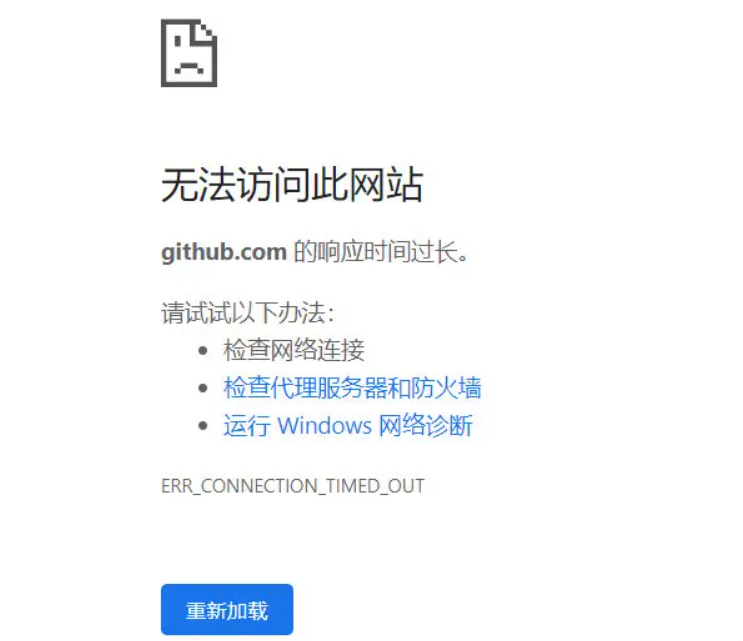 无法访问此网站
github.com 的响应时间过长。
请试试以下办法：
检查网络连接
检查代理服务器和防火墙
运行 Windows 网络诊断
ERR_CONNECTION_TIMED_OUT
重新加载